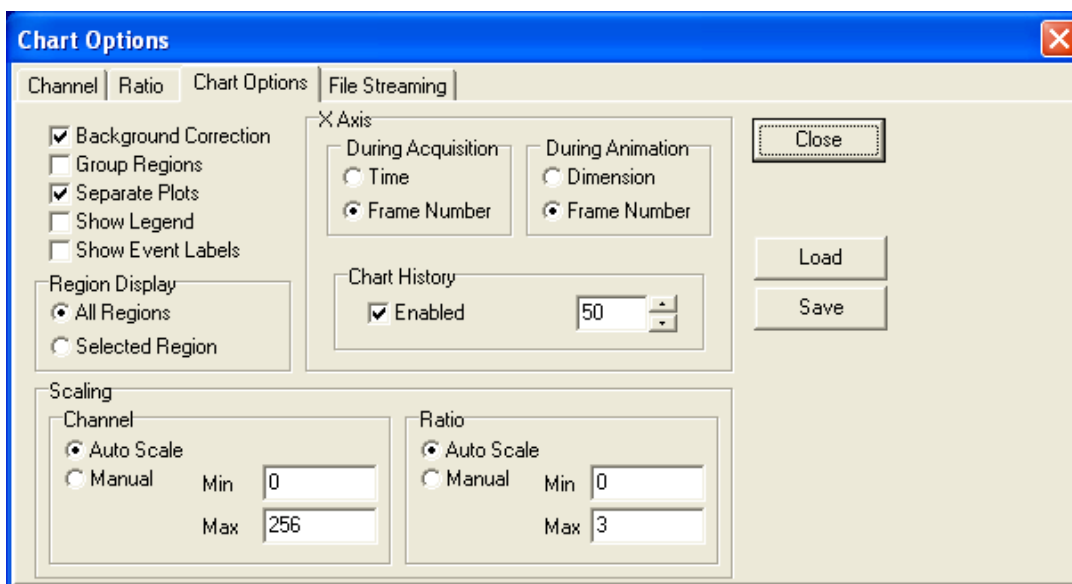 Chart Options
Channel Ratio Chart Options File Streaming
Background Correction
Group Regions
Separate Plots
Show Legend
Show Event Labels
Region Display
All Regions
Selected Region
X Axis
During Acquisition
Time
Frame Number
During Animation
Dimension
Frame Number
Chart History
Enabled 50
Close
Load
Save
Scaling
Channel
Auto Scale
Manual Min 0
Max 256
Ratio
Auto Scale
Manual Min 0
Max 3